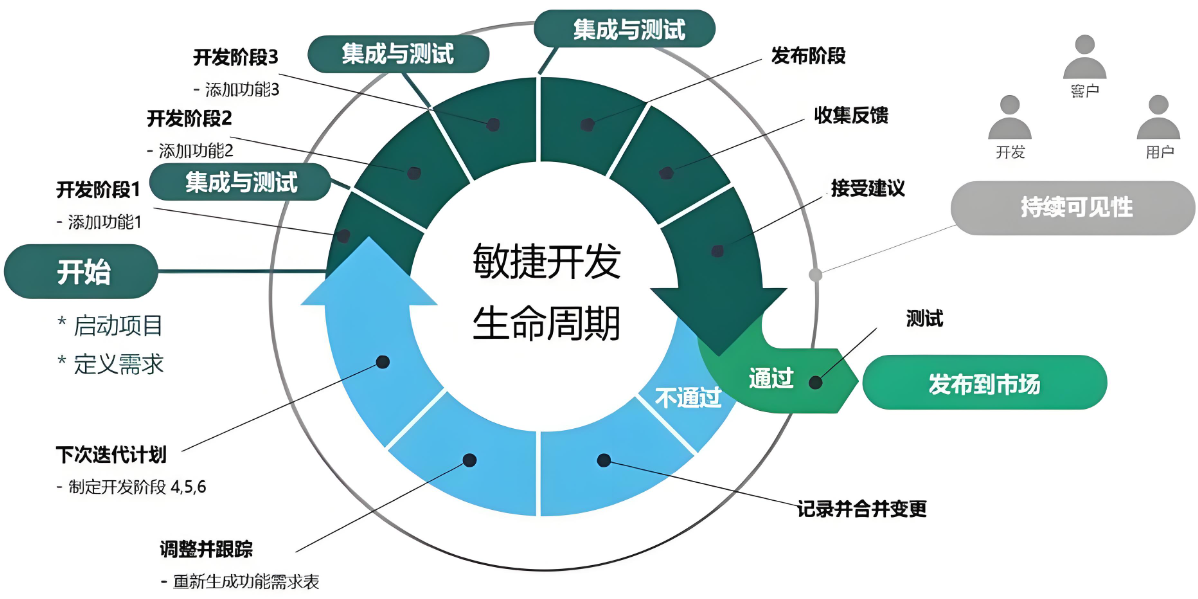 集成与测试
集成与测试
开发阶段3
- 添加功能3
发布阶段
客户
开发阶段2
- 添加功能2
收集反馈
开发
用户
集成与测试
开发阶段1
- 添加功能1
接受建议
持续可见性
开始
* 启动项目
* 定义需求
敏捷开发
生命周期
测试
通过
不通过
发布到市场
下次迭代计划
- 制定开发阶段 4,5,6
记录并合并变更
调整并跟踪
- 重新生成功能需求表